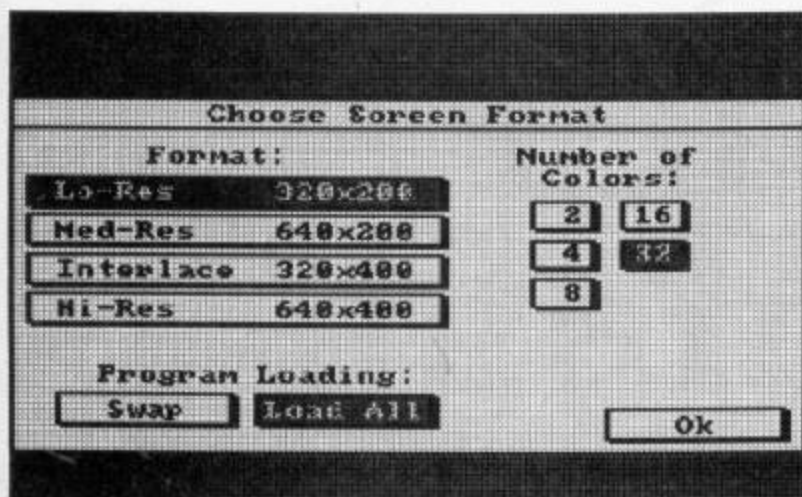 Choose Screen Format
Format:
Number of
Colors:
Lo-Res 320x200
Med-Res 640x200
Interlace 320x400
Hi-Res 640x400
2 16
4 32
8
Program Loading:
Swap Load All
Ok